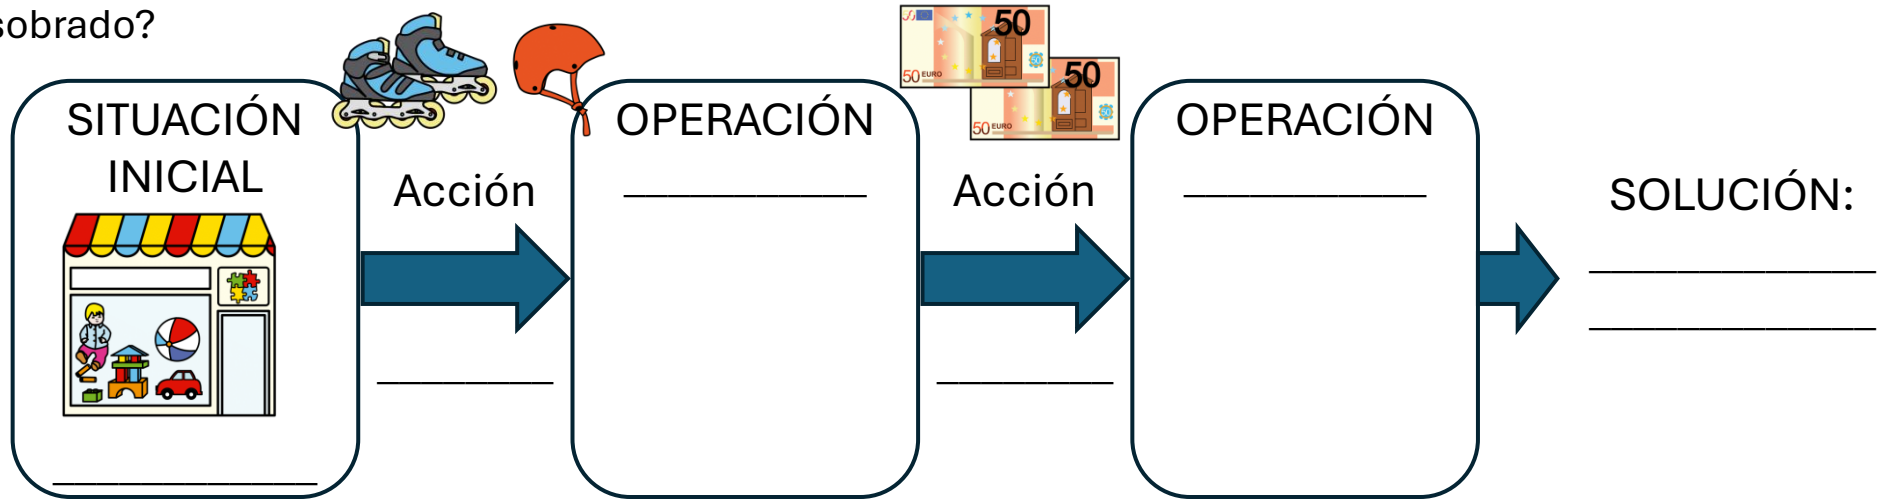 sobrado?
SITUACIÓN
INICIAL
Acción
OPERACIÓN
Acción
OPERACIÓN
SOLUCIÓN:
50
50 EURO
50
50 EURO